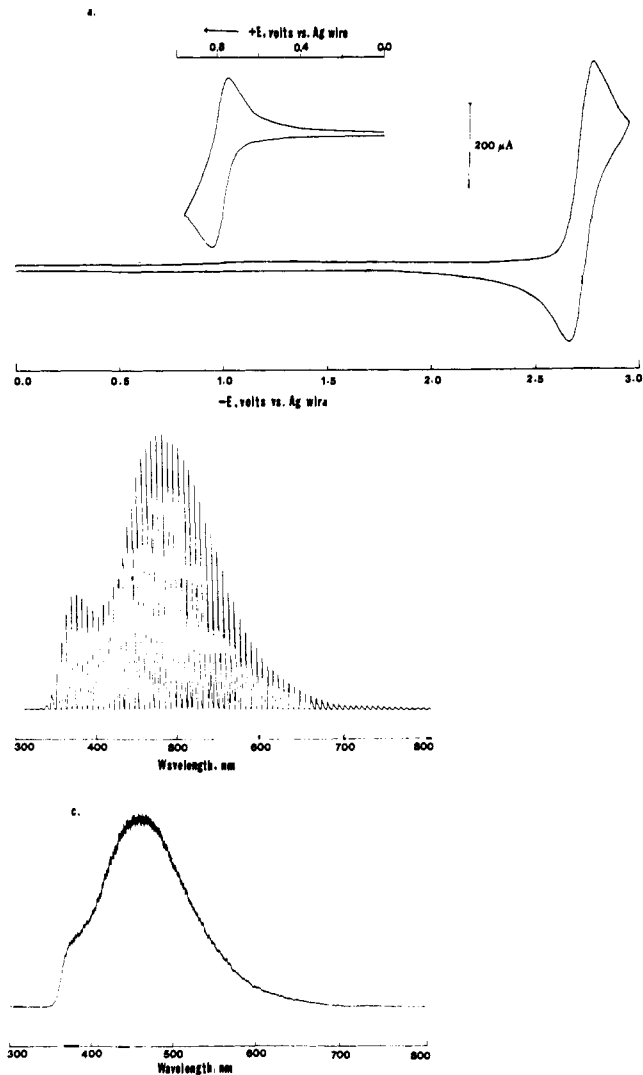 a.
+E, volts vs. Ag wire
0.8 0.4 0.0
200 μA
0.0 0.5 1.0 1.5 2.0 2.5 3.0
−E, volts vs. Ag wire
300 400 500 600 700 800
Wavelength, nm
c.
300 400 500 600 700 800
Wavelength, nm